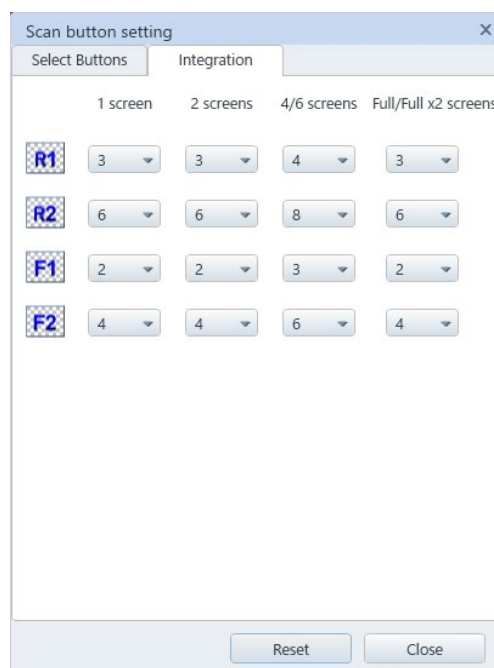 Scan button setting
Select Buttons Integration
1 screen 2 screens 4/6 screens Full/Full x2 screens
R1 3 3 4 3
R2 6 6 8 6
F1 2 2 3 2
F2 4 4 6 4
Reset Close